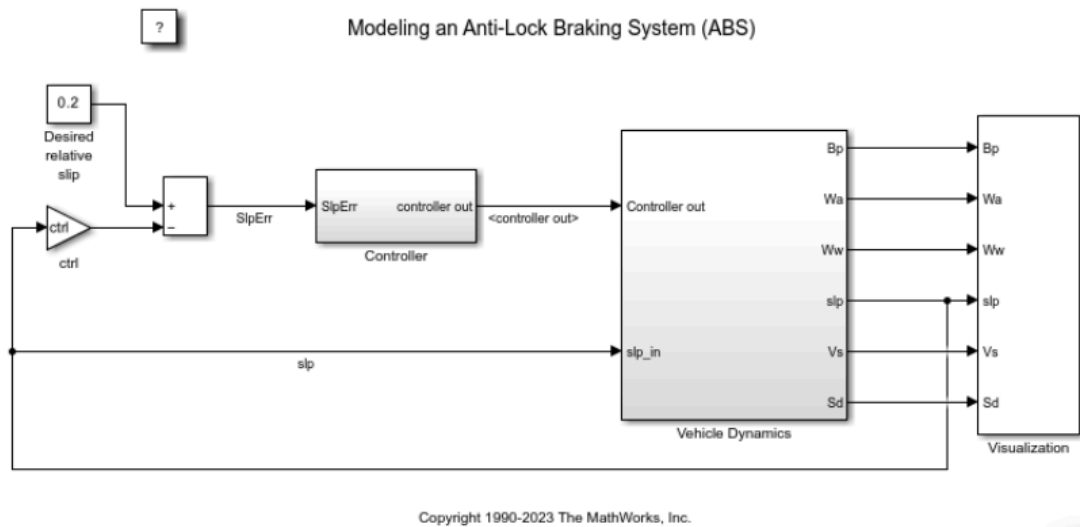 ?
Modeling an Anti-Lock Braking System (ABS)
0.2
Desired
relative
slip
ctrl
ctrl
+
−
SlpErr
SlpErr
controller out
Controller
<controller out>
slp
Controller out
slp_in
Bp
Wa
Ww
slp
Vs
Sd
Vehicle Dynamics
Bp
Wa
Ww
slp
Vs
Sd
Visualization
Copyright 1990-2023 The MathWorks, Inc.